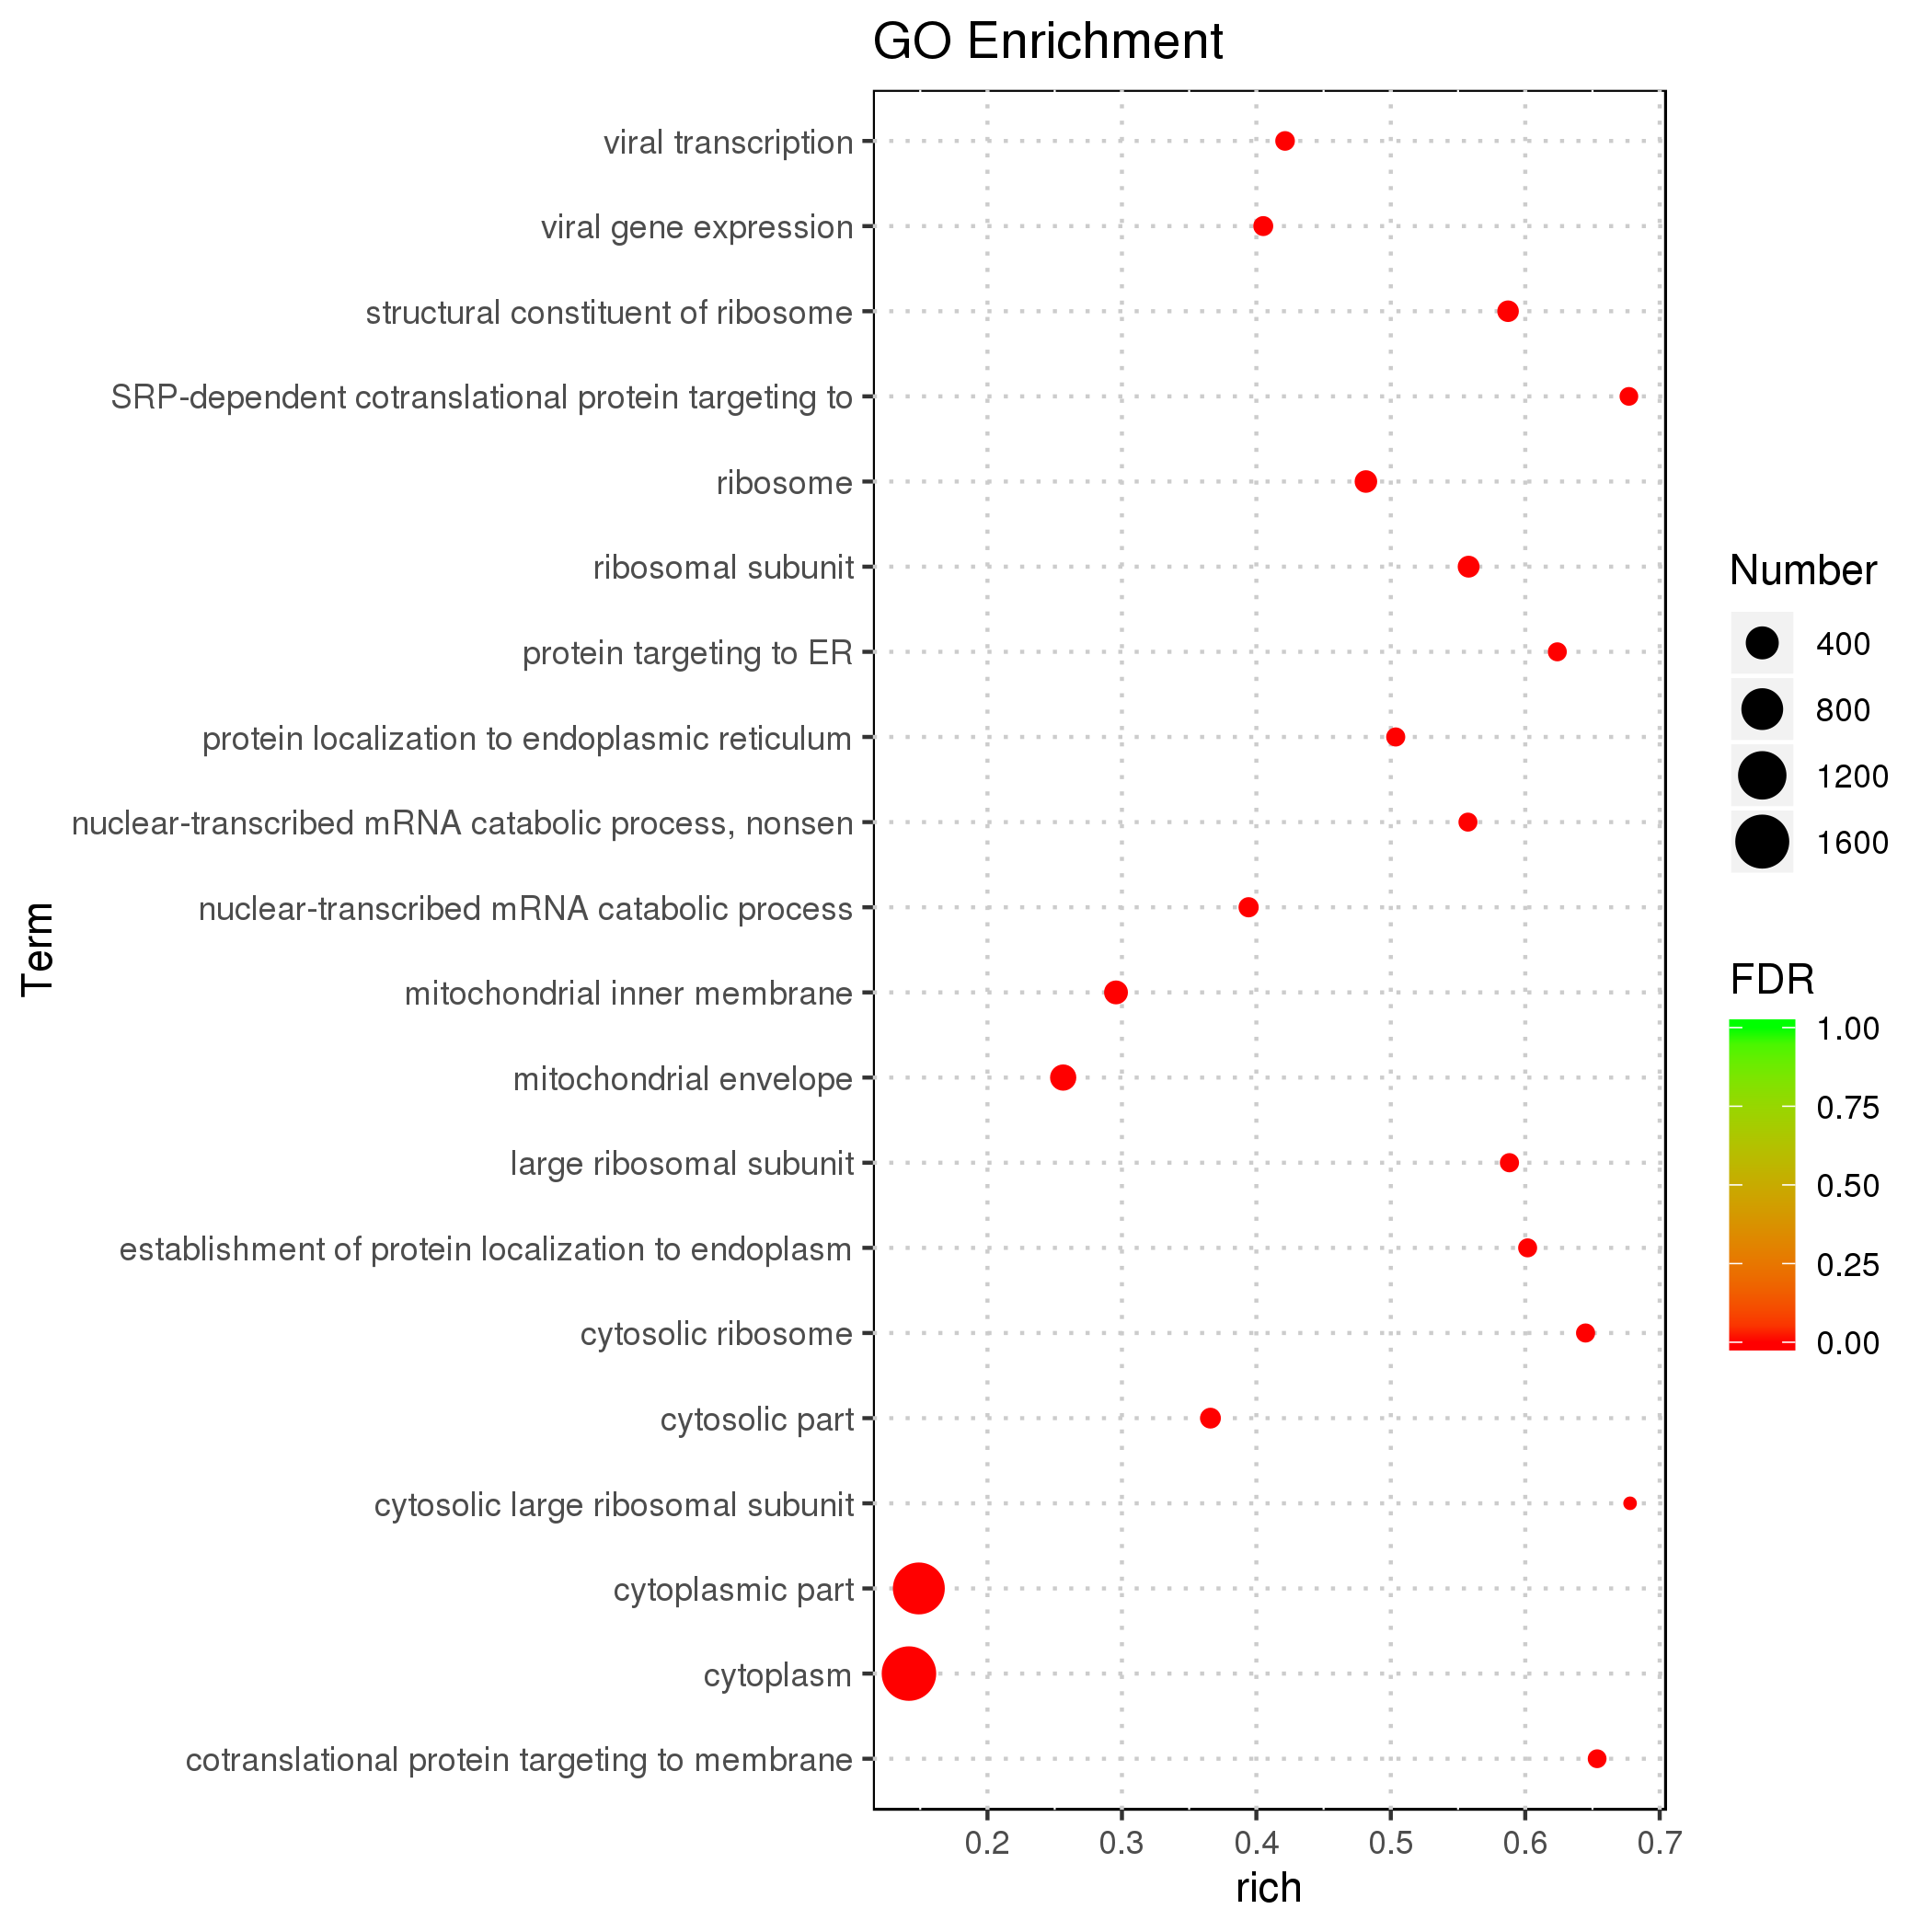 GO Enrichment
viral transcription
viral gene expression
structural constituent of ribosome
SRP-dependent cotranslational protein targeting to
ribosome
ribosomal subunit
protein targeting to ER
protein localization to endoplasmic reticulum
nuclear-transcribed mRNA catabolic process, nonsen
nuclear-transcribed mRNA catabolic process
mitochondrial inner membrane
mitochondrial envelope
large ribosomal subunit
establishment of protein localization to endoplasm
cytosolic ribosome
cytosolic part
cytosolic large ribosomal subunit
cytoplasmic part
cytoplasm
cotranslational protein targeting to membrane
Term
0.2 0.3 0.4 0.5 0.6 0.7
rich
Number
400
800
1200
1600
FDR
1.00
0.75
0.50
0.25
0.00